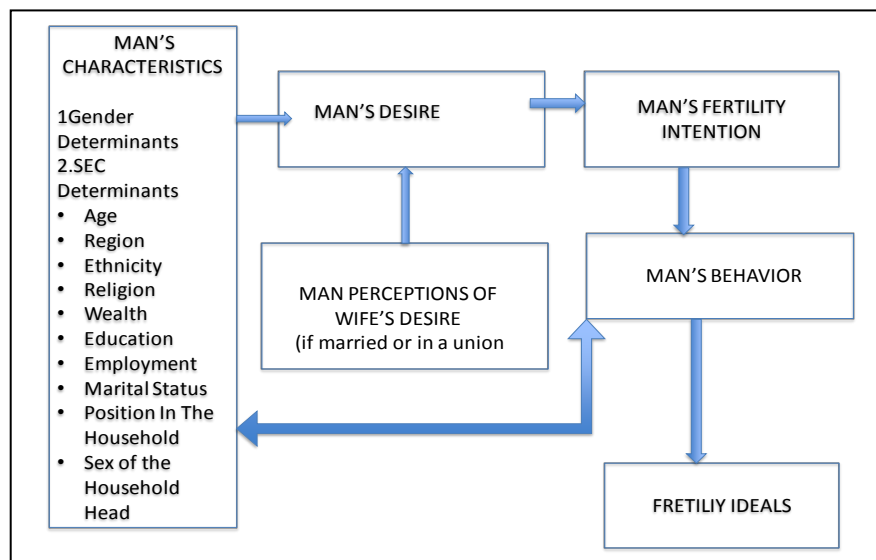 MAN'S
CHARACTERISTICS
1Gender
Determinants
2.SEC
Determinants
• Age
• Region
• Ethnicity
• Religion
• Wealth
• Education
• Employment
• Marital Status
• Position In The
Household
• Sex of the
Household
Head
MAN'S DESIRE
MAN'S FERTILITY
INTENTION
MAN PERCEPTIONS OF
WIFE'S DESIRE
(if married or in a union
MAN'S BEHAVIOR
FRETILIY IDEALS